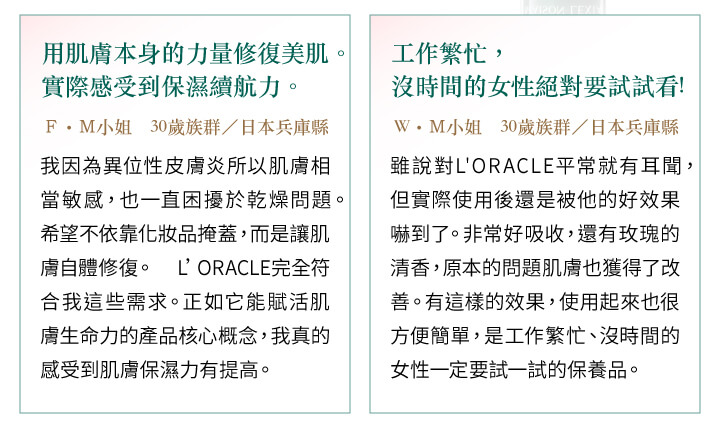 用肌膚本身的力量修復美肌。
實際感受到保濕續航力。
F・M小姐　30歲族群／日本兵庫縣
我因為異位性皮膚炎所以肌膚相
當敏感，也一直困擾於乾燥問題。
希望不依靠化妝品掩蓋，而是讓肌
膚自體修復。　L’ORACLE完全符
合我這些需求。正如它能賦活肌
膚生命力的產品核心概念，我真的
感受到肌膚保濕力有提高。
工作繁忙，
沒時間的女性絕對要試試看!
W・M小姐　30歲族群／日本兵庫縣
雖說對L'ORACLE平常就有耳聞，
但實際使用後還是被他的好效果
嚇到了。非常好吸收，還有玫瑰的
清香，原本的問題肌膚也獲得了改
善。有這樣的效果，使用起來也很
方便簡單，是工作繁忙、沒時間的
女性一定要試一試的保養品。